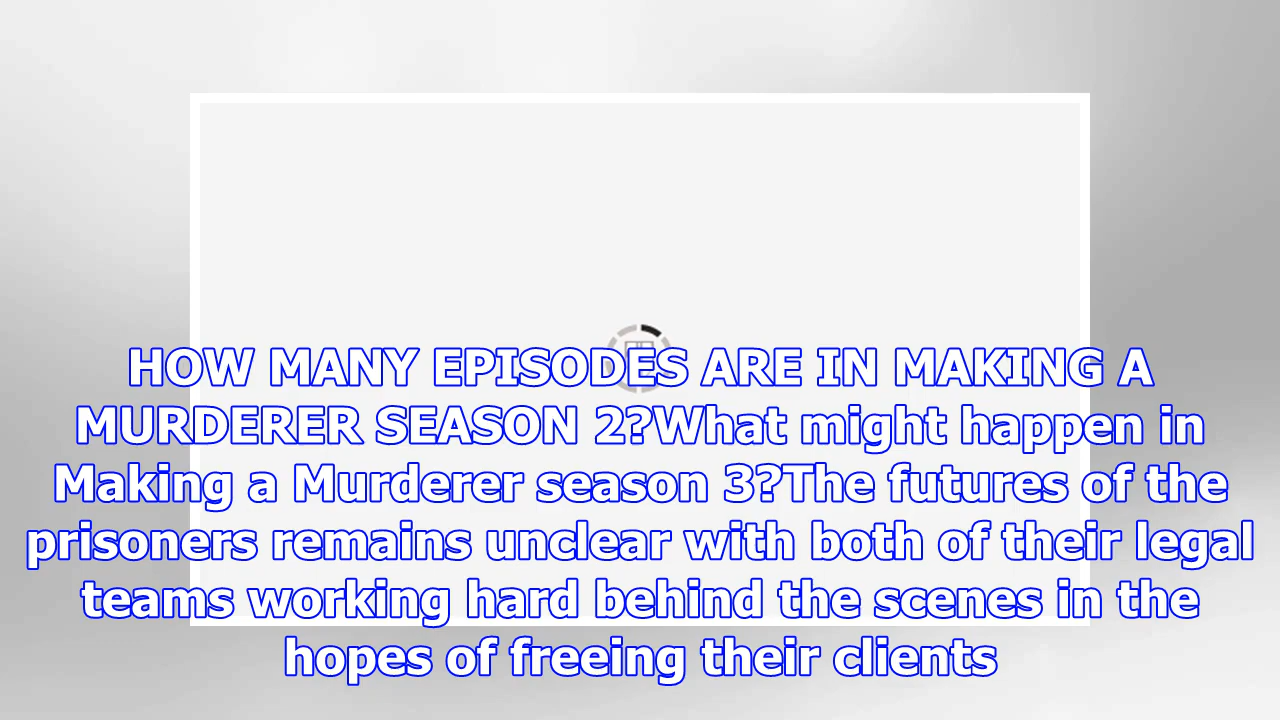 HOW MANY EPISODES ARE IN MAKING A
MURDERER SEASON 2?What might happen in
Making a Murderer season 3?The futures of the
prisoners remains unclear with both of their legal
teams working hard behind the scenes in the
hopes of freeing their clients